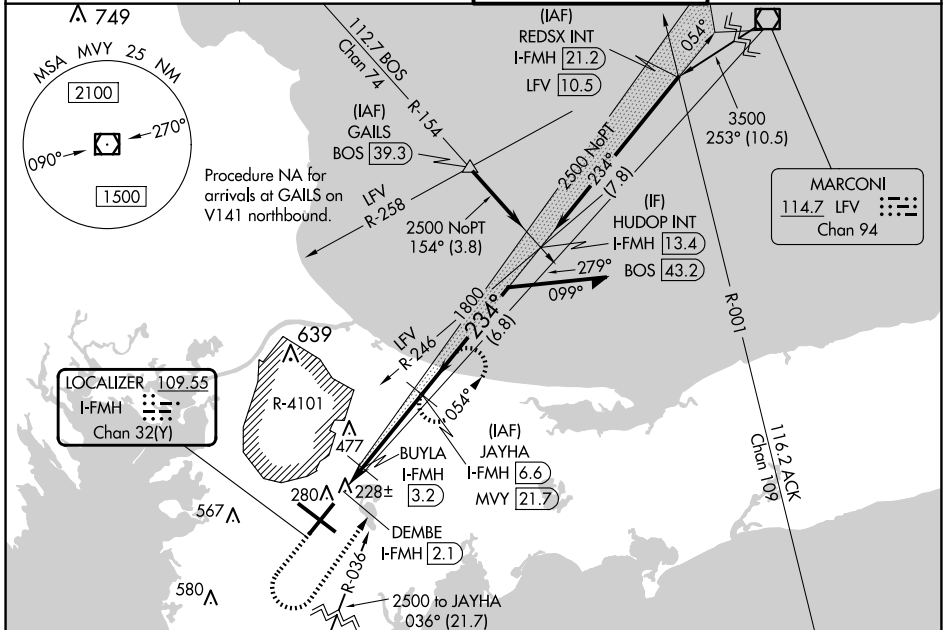 749
MSA MVY 25 NM
2100
090°
270°
1500
Procedure NA for
arrivals at GAILS on
V141 northbound.
112.7 BOS
Chan 74
R-154
(IAF)
GAILS
BOS 39.3
LFV
R-258
2500 NoPT
154° (3.8)
(IAF)
REDSX INT
I-FMH 21.2
LFV 10.5
054°
3500
253° (10.5)
2500 NoPT
234°
(7.8)
MARCONI
114.7 LFV
Chan 94
(IF)
HUDOP INT
I-FMH 13.4
BOS 43.2
279°
099°
R-001
116.2 ACK
Chan 109
1800
234°
(6.8)
LFV
R-246
054°
639
R-4101
LOCALIZER 109.55
I-FMH
Chan 32(Y)
477
BUYLA
I-FMH
3.2
(IAF)
JAYHA
I-FMH 6.6
MVY 21.7
280
228±
567
DEMBE
I-FMH 2.1
R-036
580
2500 to JAYHA
036° (21.7)